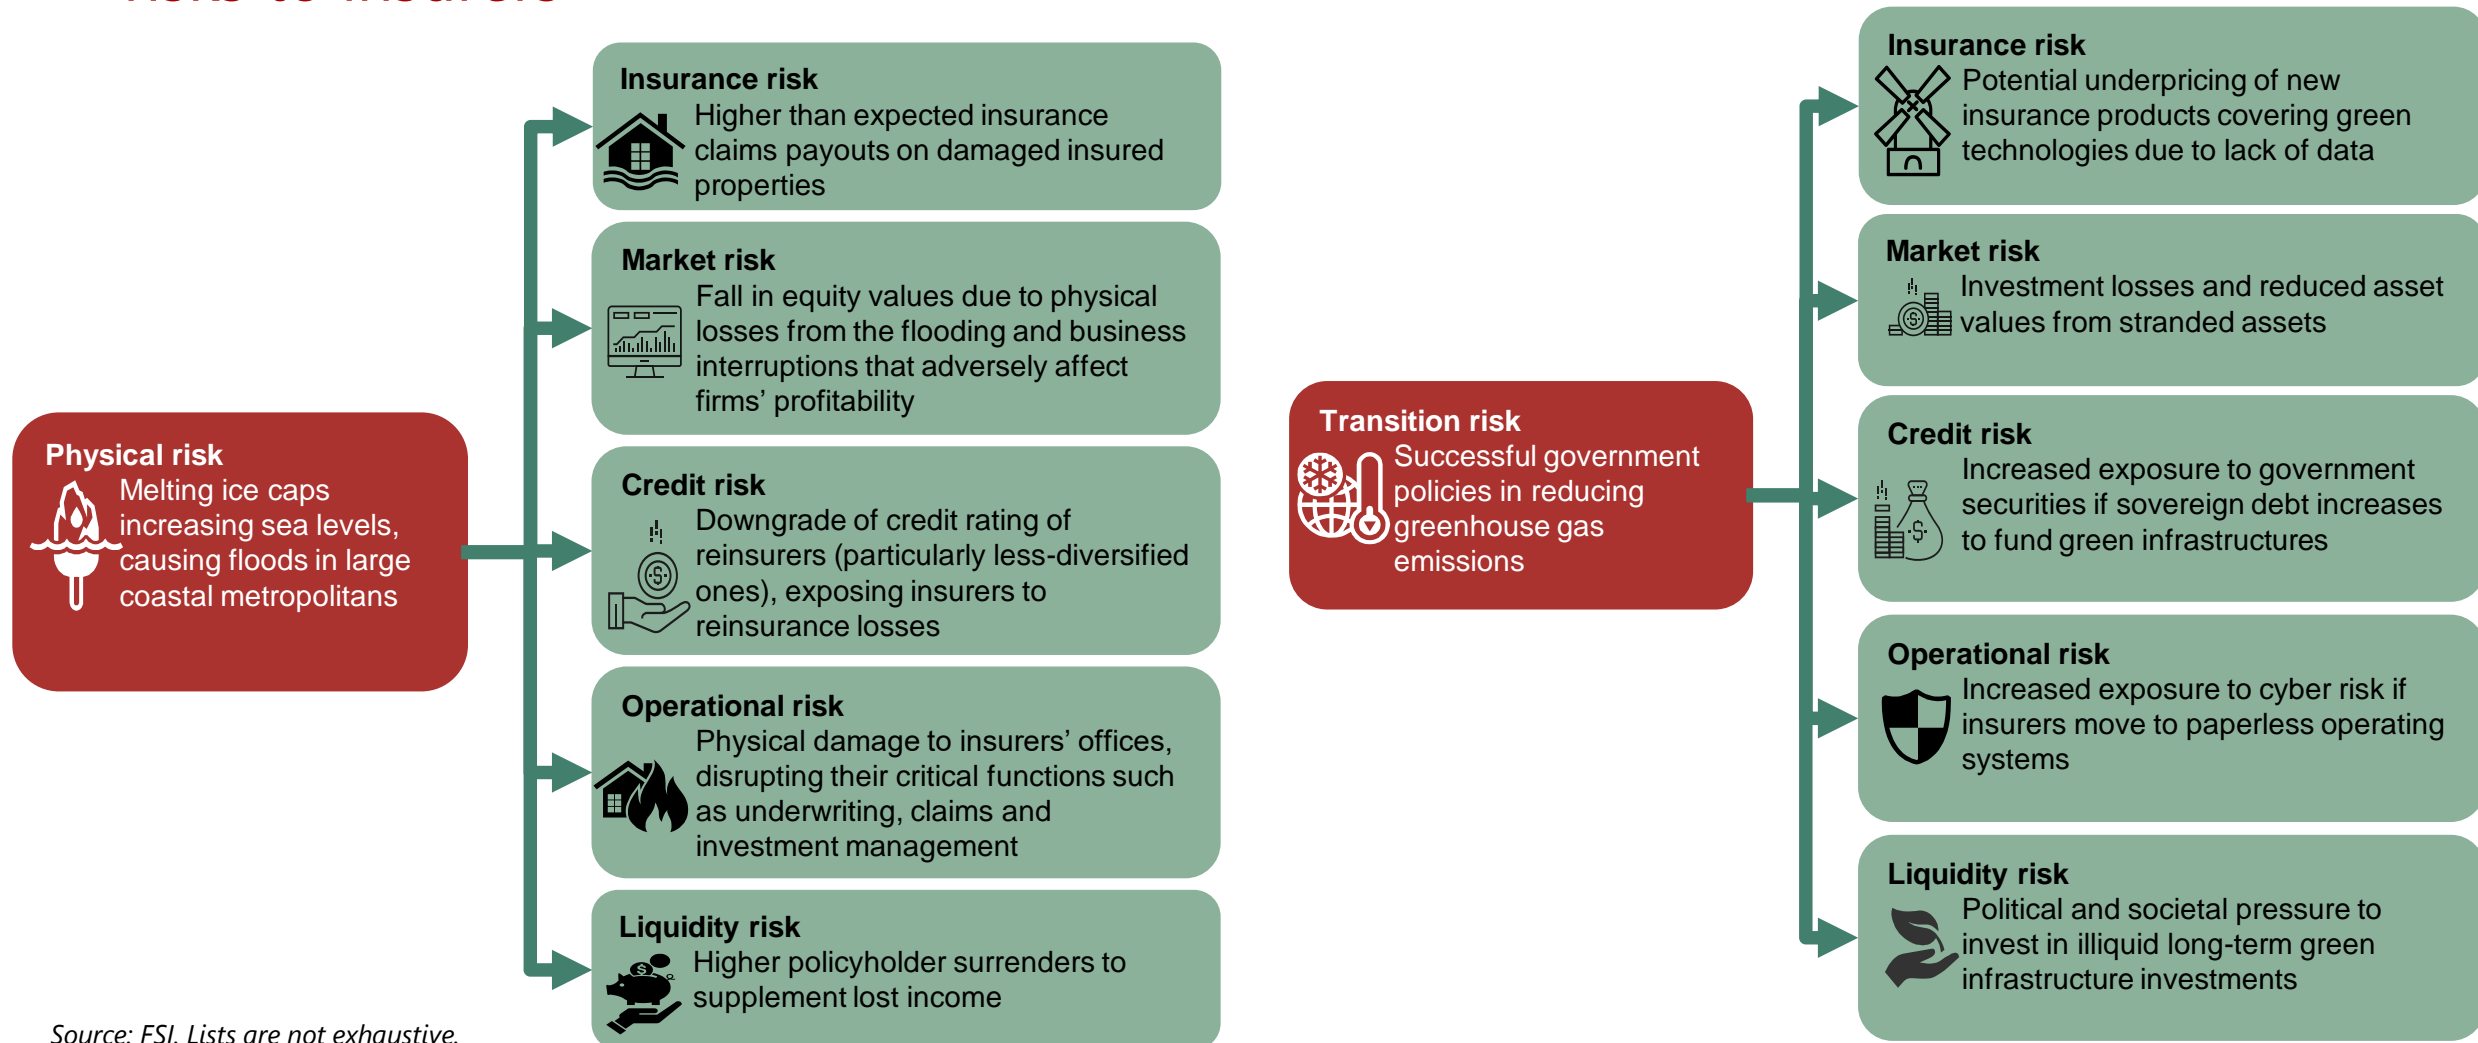 risks to insurers
Physical risk
Melting ice caps
increasing sea levels,
causing floods in large
coastal metropolitans
Insurance risk
Higher than expected insurance
claims payouts on damaged insured
properties
Market risk
Fall in equity values due to physical
losses from the flooding and business
interruptions that adversely affect
firms’ profitability
Credit risk
Downgrade of credit rating of
reinsurers (particularly less-diversified
ones), exposing insurers to
reinsurance losses
Operational risk
Physical damage to insurers’ offices,
disrupting their critical functions such
as underwriting, claims and
investment management
Liquidity risk
Higher policyholder surrenders to
supplement lost income
Transition risk
Successful government
policies in reducing
greenhouse gas
emissions
Insurance risk
Potential underpricing of new
insurance products covering green
technologies due to lack of data
Market risk
Investment losses and reduced asset
values from stranded assets
Credit risk
Increased exposure to government
securities if sovereign debt increases
to fund green infrastructures
Operational risk
Increased exposure to cyber risk if
insurers move to paperless operating
systems
Liquidity risk
Political and societal pressure to
invest in illiquid long-term green
infrastructure investments
Source: FSI. Lists are not exhaustive.